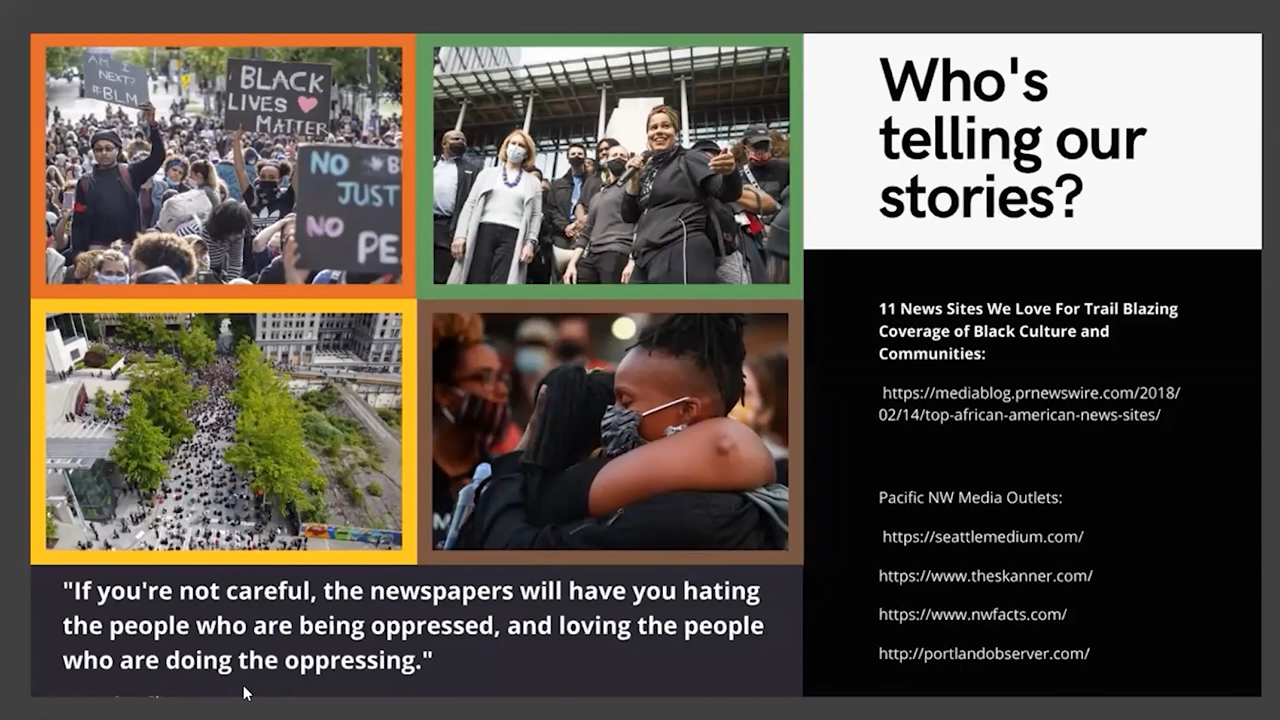 AM I
NEXT?
#BLM
BLACK
LIVES
MATTER
NO
JUST
NO
PE
Who's
telling our
stories?
11 News Sites We Love For Trail Blazing
Coverage of Black Culture and
Communities:
https://mediablog.prnewswire.com/2018/
02/14/top-african-american-news-sites/
Pacific NW Media Outlets:
https://seattlemedium.com/
https://www.theskanner.com/
https://www.nwfacts.com/
http://portlandobserver.com/
"If you're not careful, the newspapers will have you hating
the people who are being oppressed, and loving the people
who are doing the oppressing."